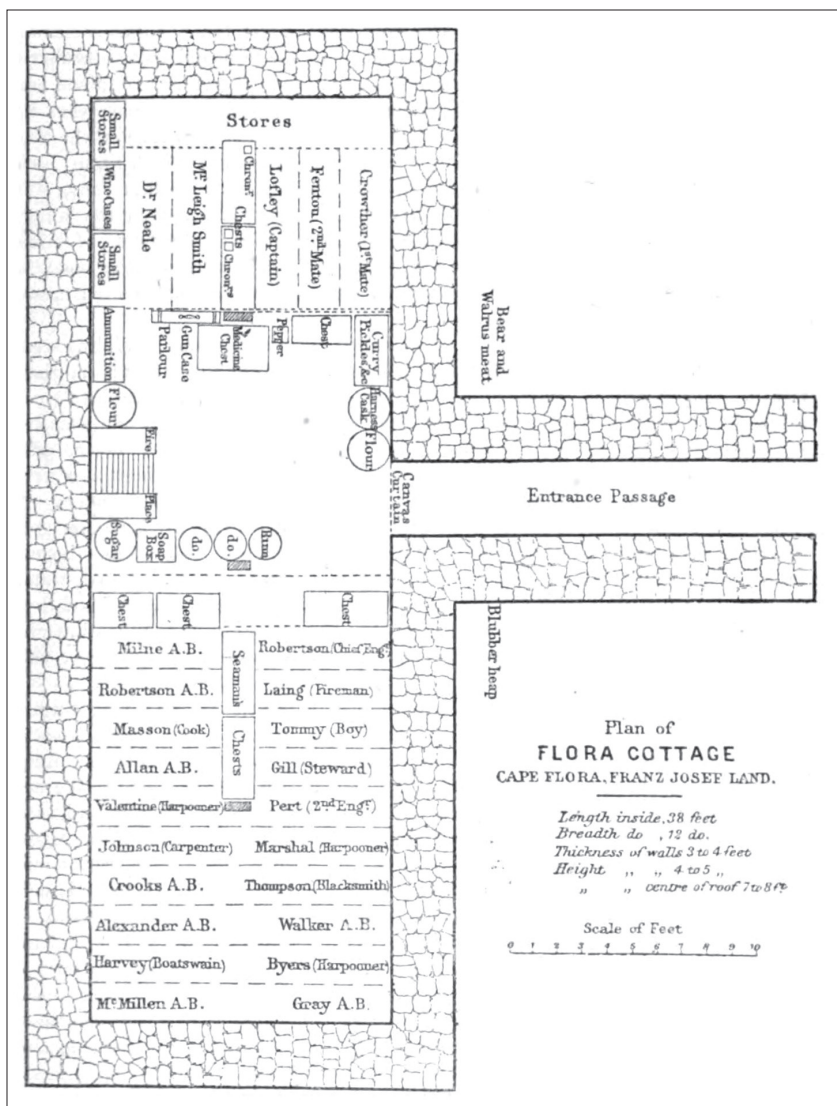 Stores
Small
Stores
Wine Cases
Small
Stores
Dr. Neale
Mr. Leigh Smith
Chronr.
Chests
Chronrs.
Lofley (Captain)
Fenton (2nd Mate)
Crowther (1st Mate)
Ammunition
Parlour
Gun Case
Medicine
Chest
Pepper
Chest
Curry
Pickles, &c
Bear and
Walrus meat
Flour
Harness
Cask
Flour
Fire
Place
Canvas
Curtain
Entrance Passage
Sugar
Soap
Box
do.
do.
Rum
Chest
Chest
Chest
Blubber heap
Milne A.B.
Robertson (Chief Engr.
Robertson A.B.
Laing (Fireman)
Masson (Cook)
Tommy (Boy)
Allan A.B.
Gill (Steward)
Valentine (Harpooner)
Pert (2nd Engr.)
Johnson (Carpenter)
Marshal (Harpooner)
Crooks A.B.
Thompson (Blacksmith)
Alexander A.B.
Walker A.B.
Harvey (Boatswain)
Byers (Harpooner)
Mc.Millen A.B.
Gray A.B.
Seaman's
Chests
Plan of
FLORA COTTAGE
CAPE FLORA, FRANZ JOSEF LAND.
Length inside, 38 feet
Breadth do , 12 do.
Thickness of walls 3 to 4 feet
Height „ „ 4 to 5 „
„ „ centre of roof 7 to 8 ft.
Scale of Feet
0 1 2 3 4 5 6 7 8 9 10